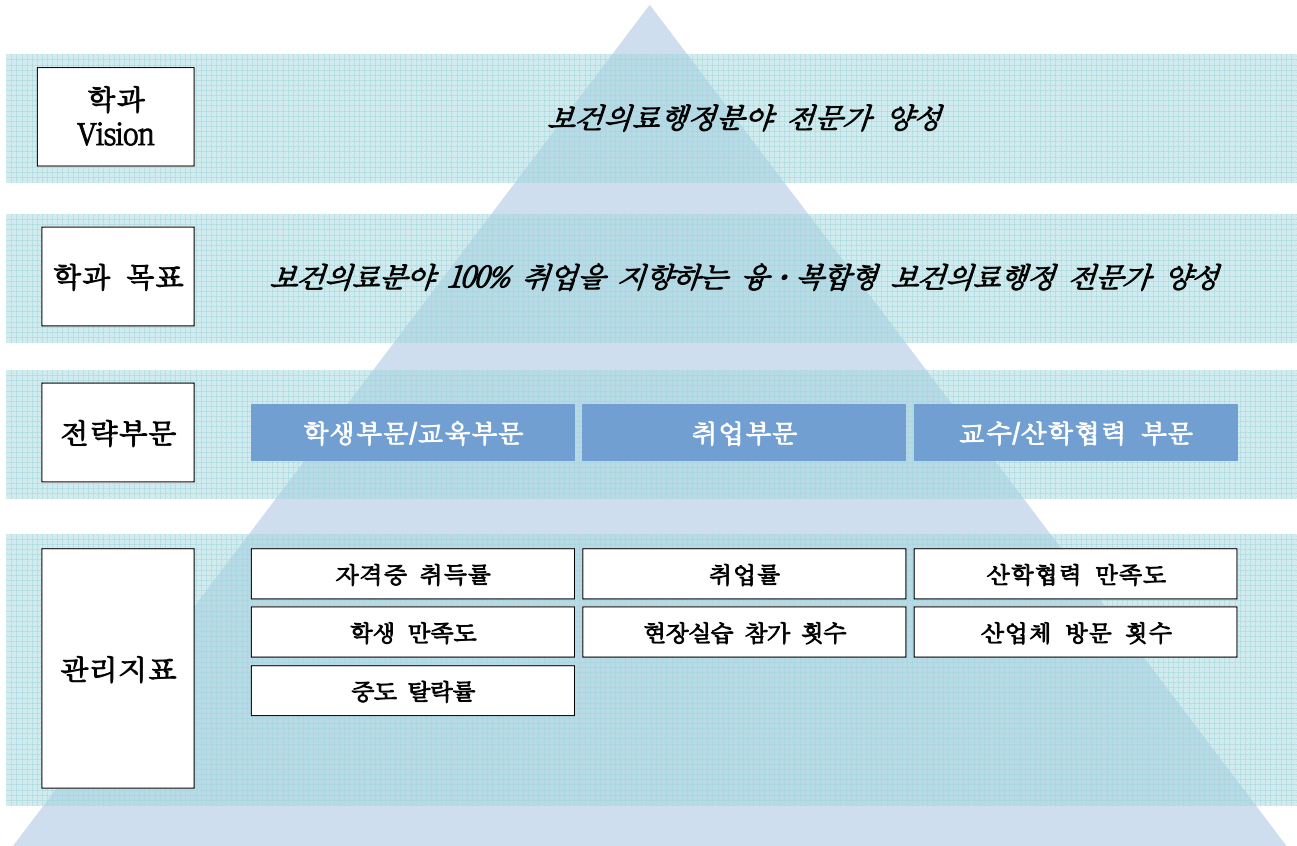 학과
Vision
보건의료행정분야 전문가 양성
학과 목표
보건의료분야 100% 취업을 지향하는 융·복합형 보건의료행정 전문가 양성
전략부문
학생부문/교육부문
취업부문
교수/산학협력 부문
관리지표
자격증 취득률
취업률
산학협력 만족도
학생 만족도
현장실습 참가 횟수
산업체 방문 횟수
중도 탈락률